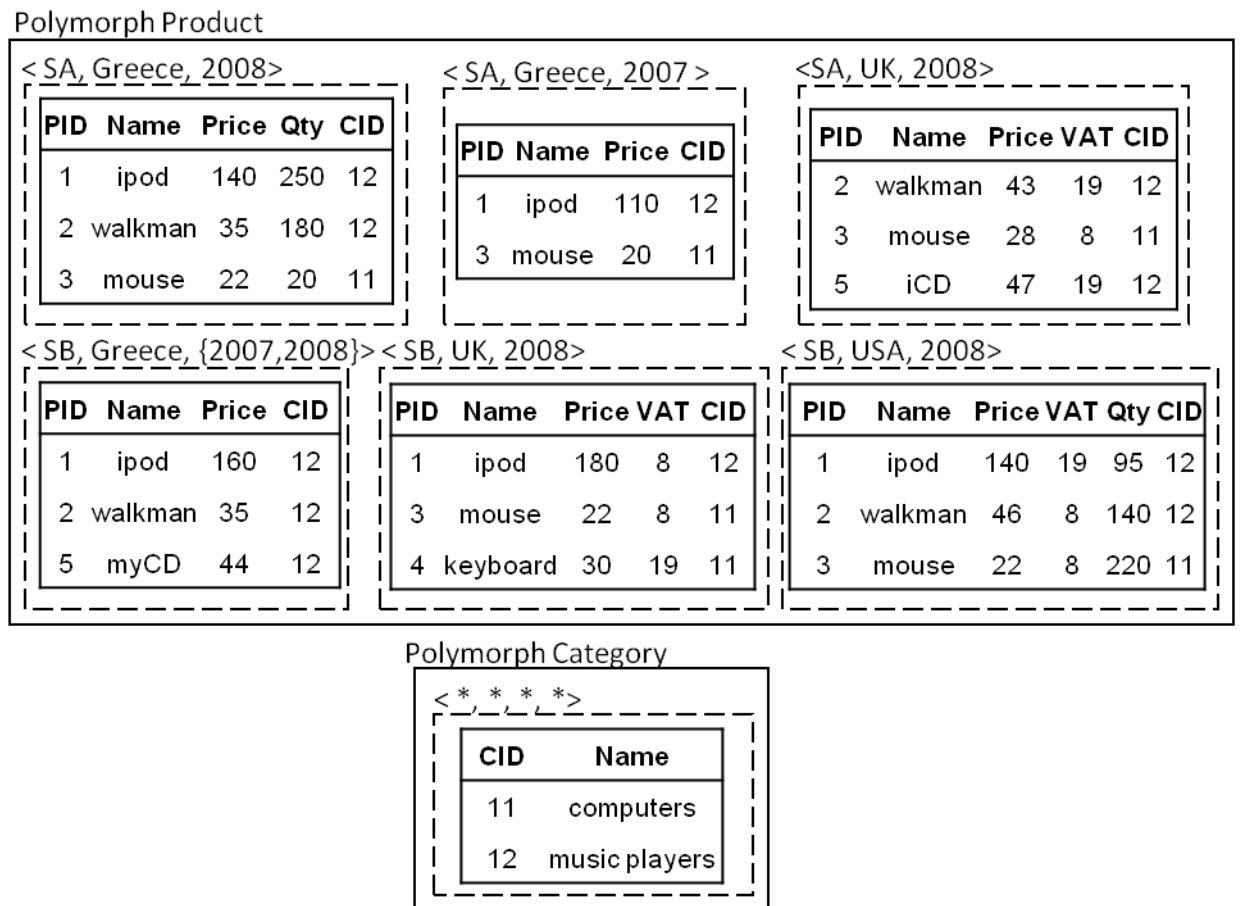 Polymorph Product
< SA, Greece, 2008>
PID Name Price Qty CID
1 ipod 140 250 12
2 walkman 35 180 12
3 mouse 22 20 11
< SA, Greece, 2007 >
PID Name Price CID
1 ipod 110 12
3 mouse 20 11
<SA, UK, 2008>
PID Name Price VAT CID
2 walkman 43 19 12
3 mouse 28 8 11
5 iCD 47 19 12
< SB, Greece, {2007,2008}>
PID Name Price CID
1 ipod 160 12
2 walkman 35 12
5 myCD 44 12
< SB, UK, 2008>
PID Name Price VAT CID
1 ipod 180 8 12
3 mouse 22 8 11
4 keyboard 30 19 11
< SB, USA, 2008>
PID Name Price VAT Qty CID
1 ipod 140 19 95 12
2 walkman 46 8 140 12
3 mouse 22 8 220 11
Polymorph Category
< *, *, *, *>
CID Name
11 computers
12 music players